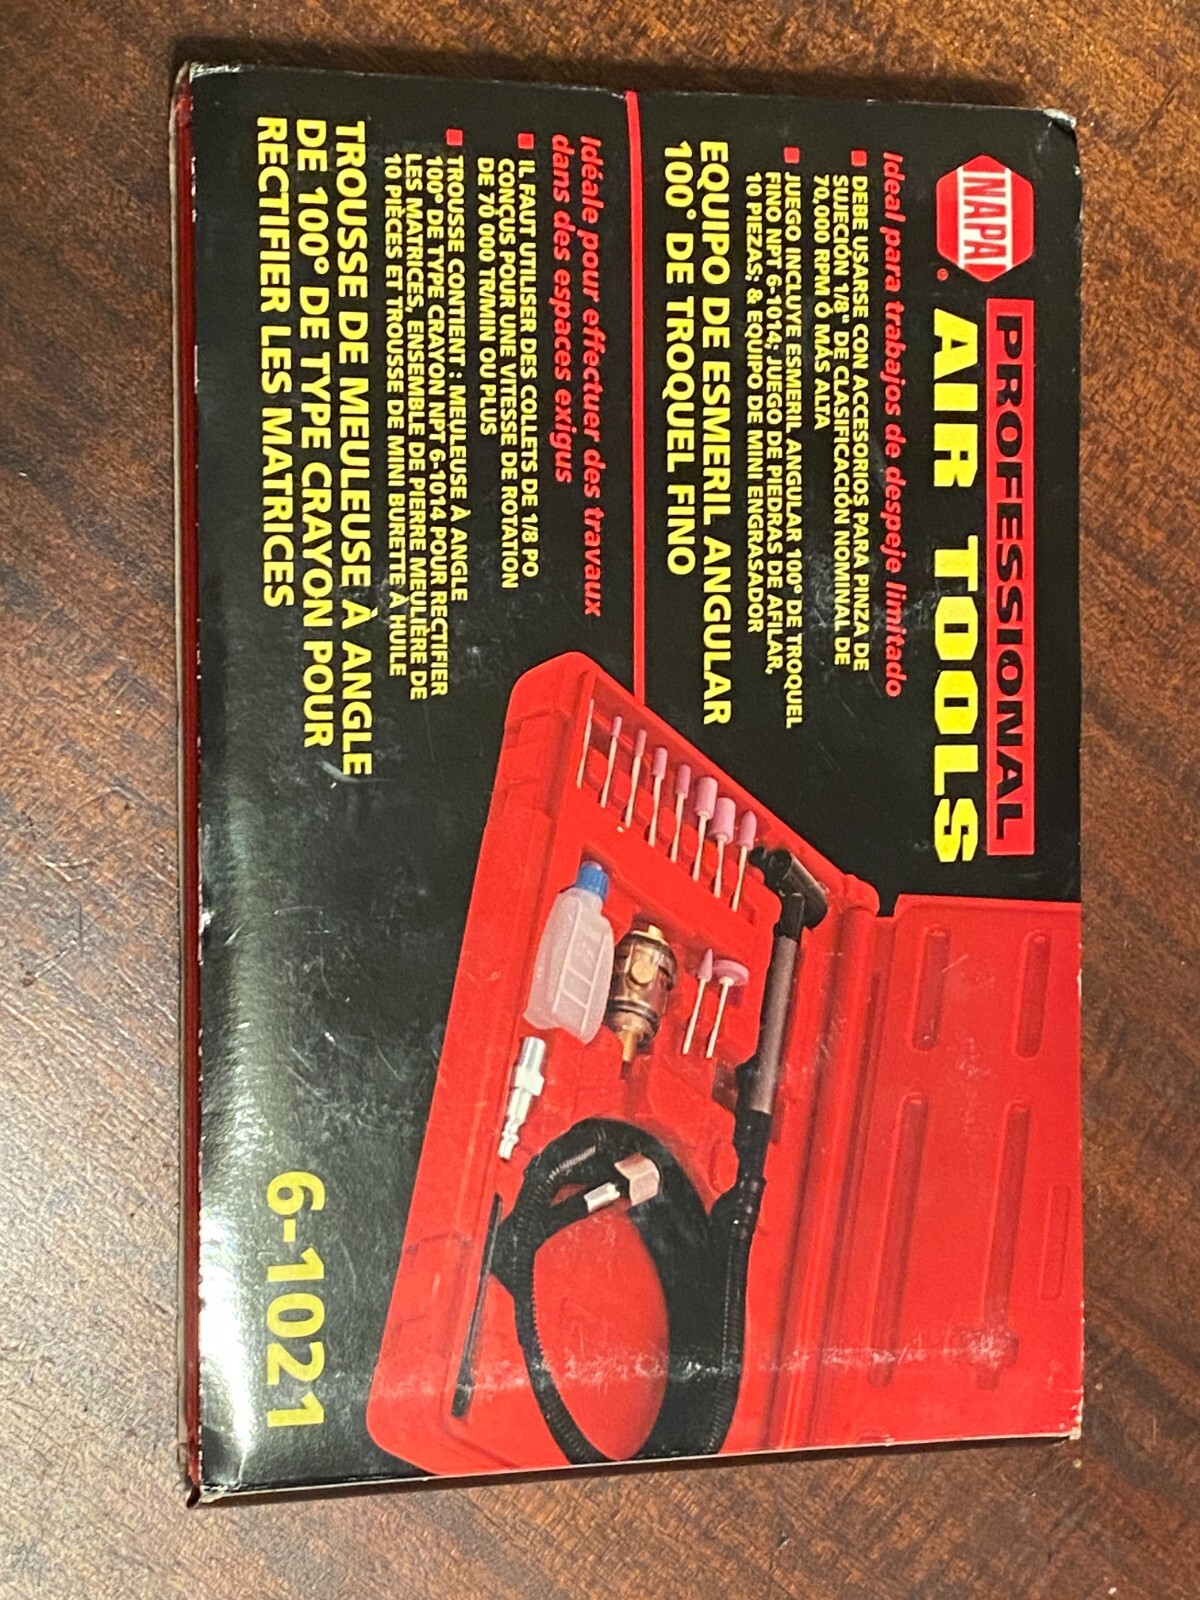 NAPA
®
PROFESSIONAL
AIR TOOLS
Ideal para trabajos de despeje limitado
DEBE USARSE CON ACCESORIOS PARA PINZA DE
SUJECIÓN 1/8" DE CLASIFICACIÓN NOMINAL DE
70,000 RPM Ó MÁS ALTA
JUEGO INCLUYE ESMERIL ANGULAR 100° DE TROQUEL
FINO NPT 6-1014; JUEGO DE PIEDRAS DE AFILAR,
10 PIEZAS; & EQUIPO DE MINI ENGRASADOR
EQUIPO DE ESMERIL ANGULAR
100° DE TROQUEL FINO
Idéale pour effectuer des travaux
dans des espaces exigus
IL FAUT UTILISER DES COLLETS DE 1/8 PO
CONÇUS POUR UNE VITESSE DE ROTATION
DE 70 000 TR/MIN OU PLUS
TROUSSE CONTIENT : MEULEUSE À ANGLE
100° DE TYPE CRAYON NPT 6-1014 POUR RECTIFIER
LES MATRICES, ENSEMBLE DE PIERRE MEULIÈRE DE
10 PIÈCES ET TROUSSE DE MINI BURETTE À HUILE
TROUSSE DE MEULEUSE À ANGLE
DE 100° DE TYPE CRAYON POUR
RECTIFIER LES MATRICES
6-1021